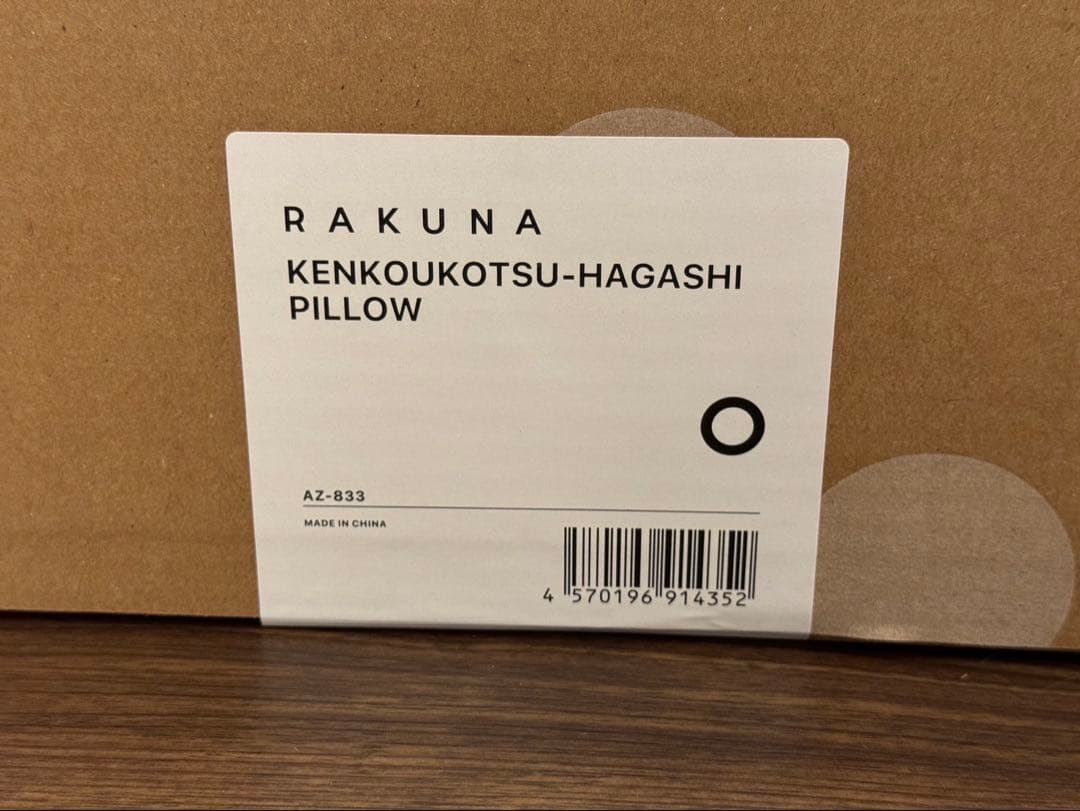 RAKUNA
KENKOUKOTSU-HAGASHI
PILLOW
AZ-833
MADE IN CHINA
4 570196 914352